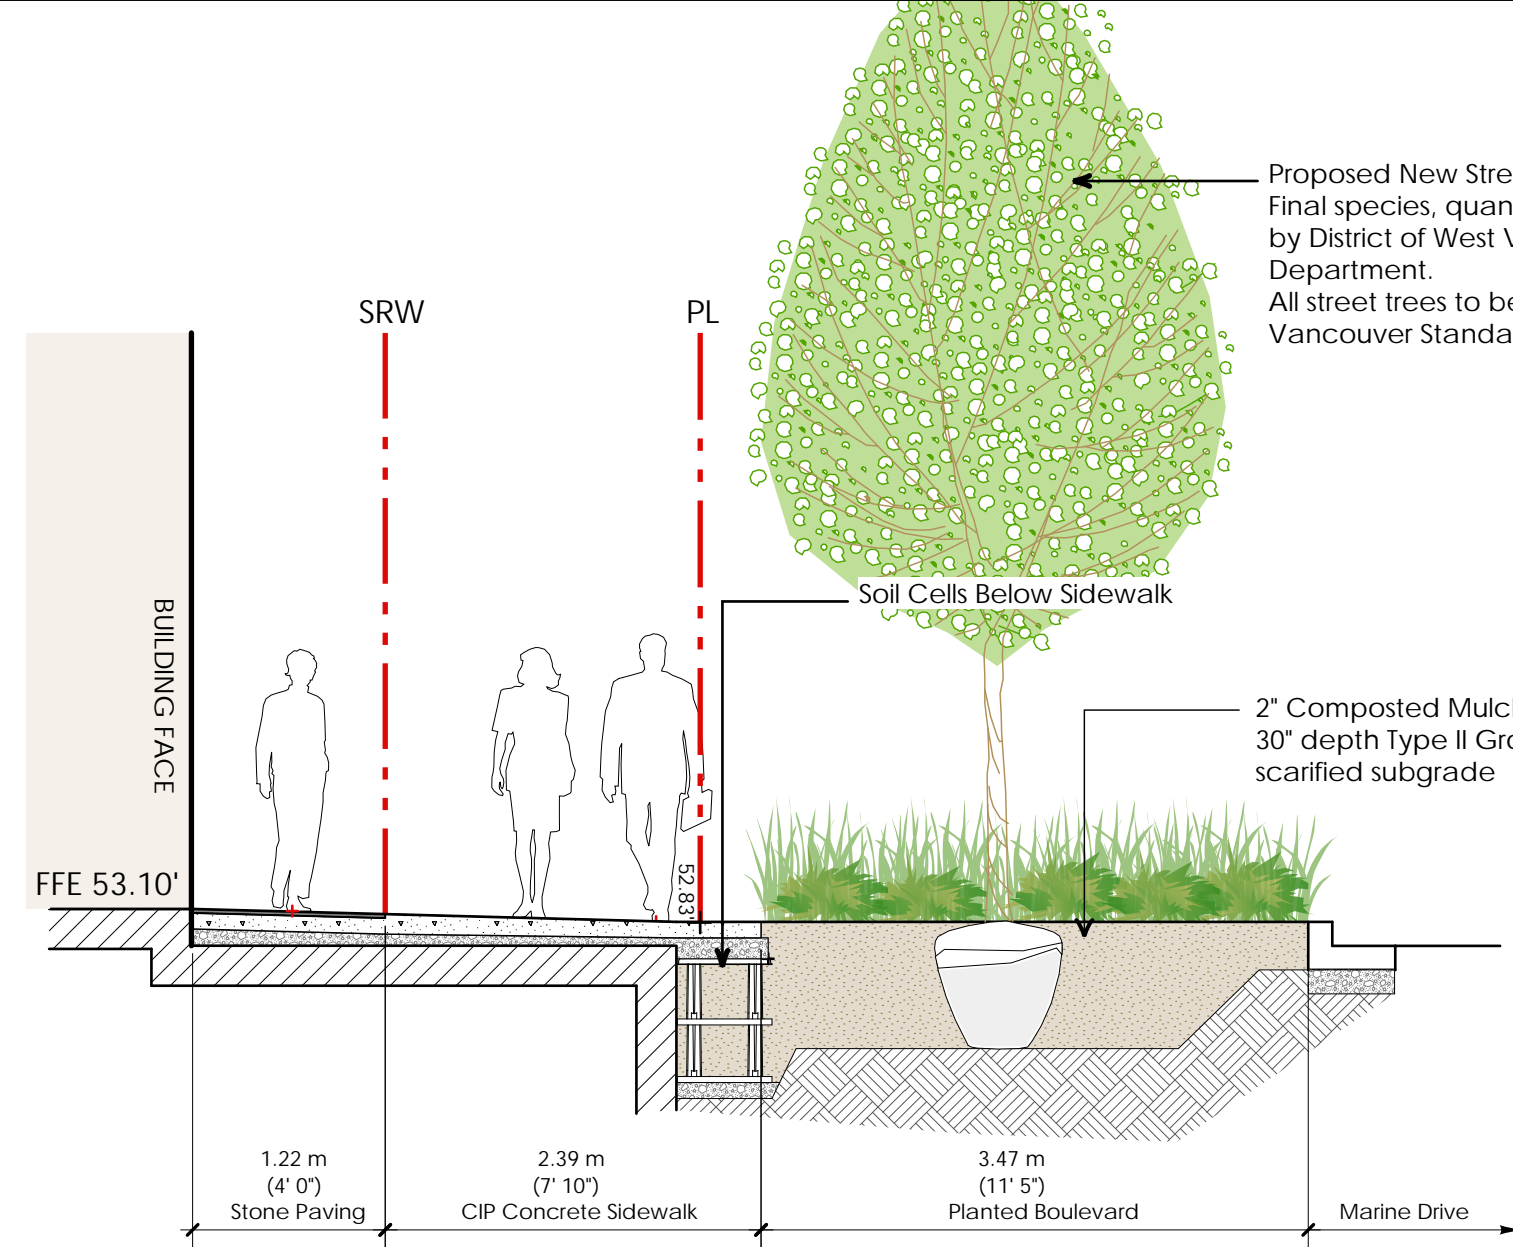 Proposed New Stre
Final species, quan
by District of West V
Department.
All street trees to be
Vancouver Standa
SRW
PL
BUILDING FACE
Soil Cells Below Sidewalk
2" Composted Mulc
30" depth Type II Gro
scarified subgrade
FFE 53.10'
52.83'
1.22 m
(4' 0")
Stone Paving
2.39 m
(7' 10")
CIP Concrete Sidewalk
3.47 m
(11' 5")
Planted Boulevard
Marine Drive